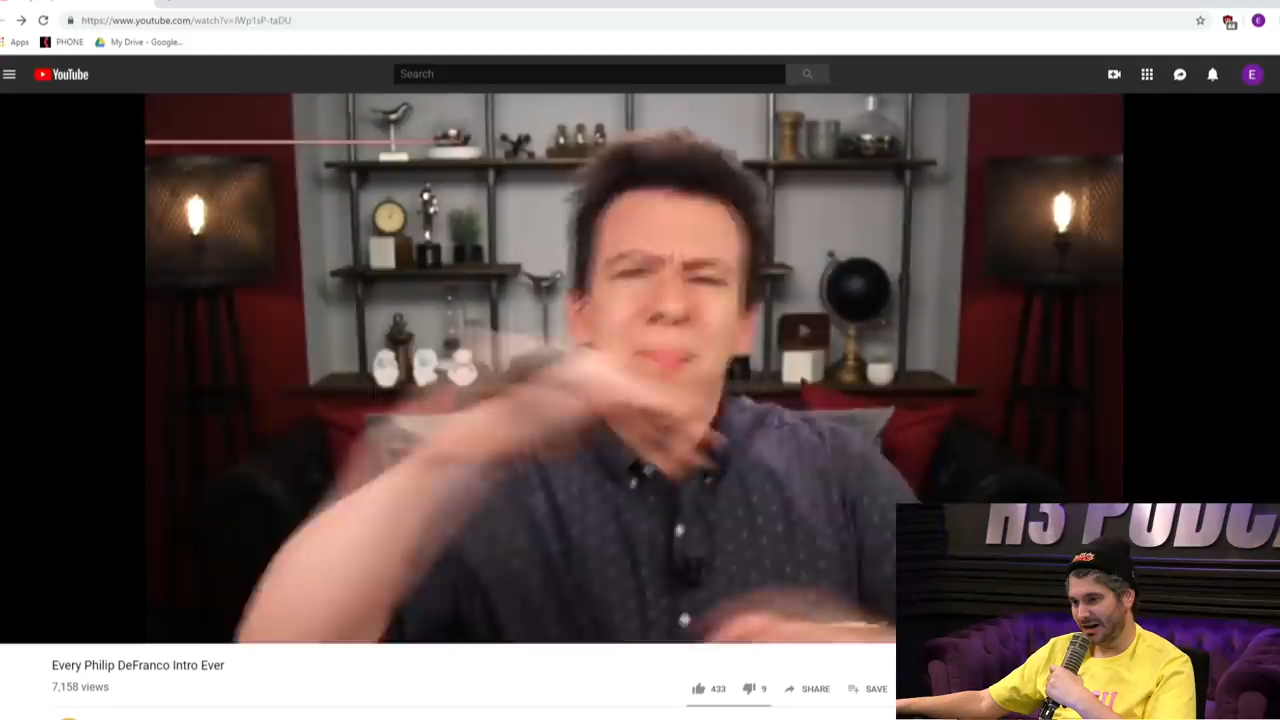 https://www.youtube.com/watch?v=IWp1sP-taDU
Apps PHONE My Drive - Google...
YouTube
Search
E
E
H3 PODC
Every Philip DeFranco Intro Ever
7,158 views
433 9 SHARE SAVE